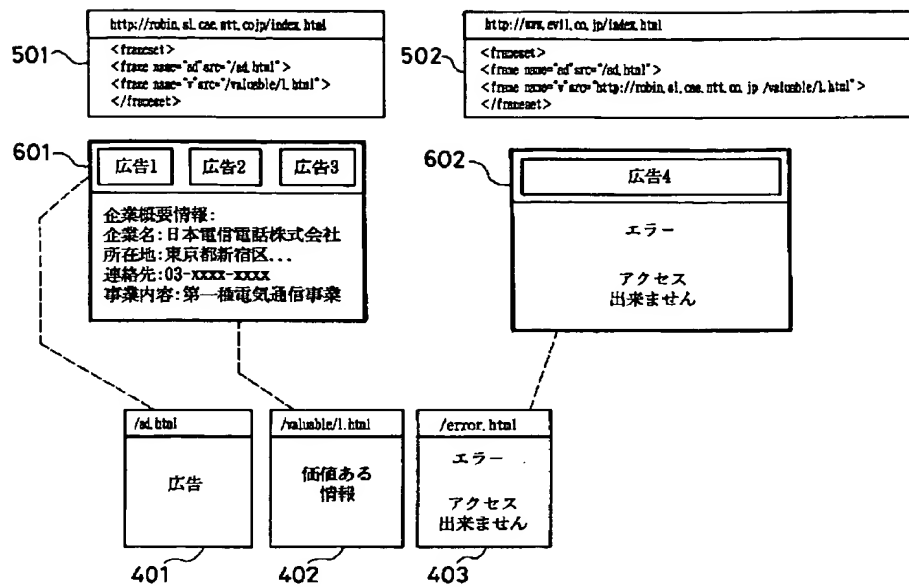 http://robin.sl.cae.ntt.co.jp/index.html
501
<frameset>
<frame name="ad" src="/ad.html">
<frame name="v" src="/valuable/1.html">
</frameset>
http://www.evil.co.jp/index.html
502
<frameset>
<frame name="ad" src="/ad.html">
<frame name="v" src="http://robin.sl.cae.ntt.co.jp /valuable/1.html">
</frameset>
601
広告1 広告2 広告3
企業概要情報:
企業名:日本電信電話株式会社
所在地:東京都新宿区...
連絡先:03-xxxx-xxxx
事業内容:第一種電気通信事業
602
広告4
エラー
アクセス
出来ません
/ad.html
広告
401
/valuable/1.html
価値ある
情報
402
/error.html
エラー
アクセス
出来ません
403